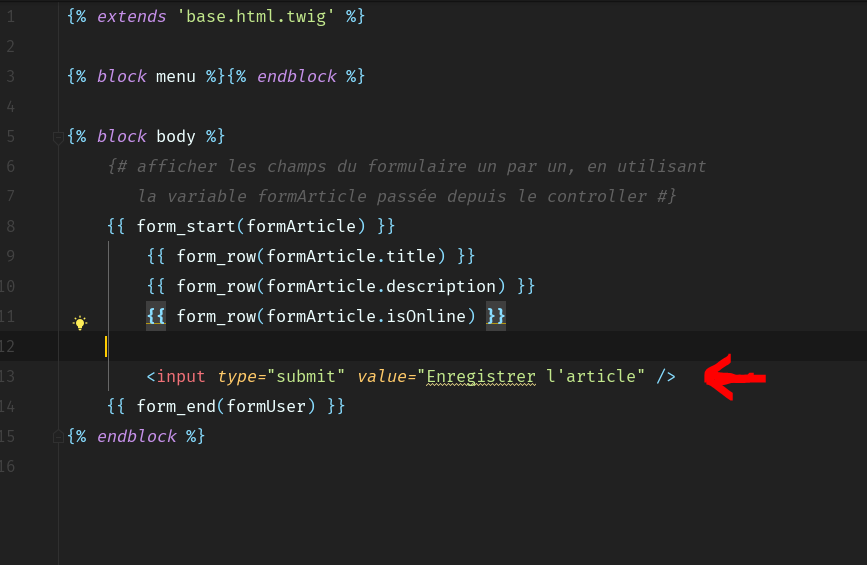 1 {% extends 'base.html.twig' %}
2
3 {% block menu %}{% endblock %}
4
5 {% block body %}
6 {# afficher les champs du formulaire un par un, en utilisant
7 la variable formArticle passée depuis le controller #}
8 {{ form_start(formArticle) }}
9 {{ form_row(formArticle.title) }}
10 {{ form_row(formArticle.description) }}
11 {{ form_row(formArticle.isOnline) }}
12
13 <input type="submit" value="Enregistrer l'article" />
14 {{ form_end(formUser) }}
15 {% endblock %}
16